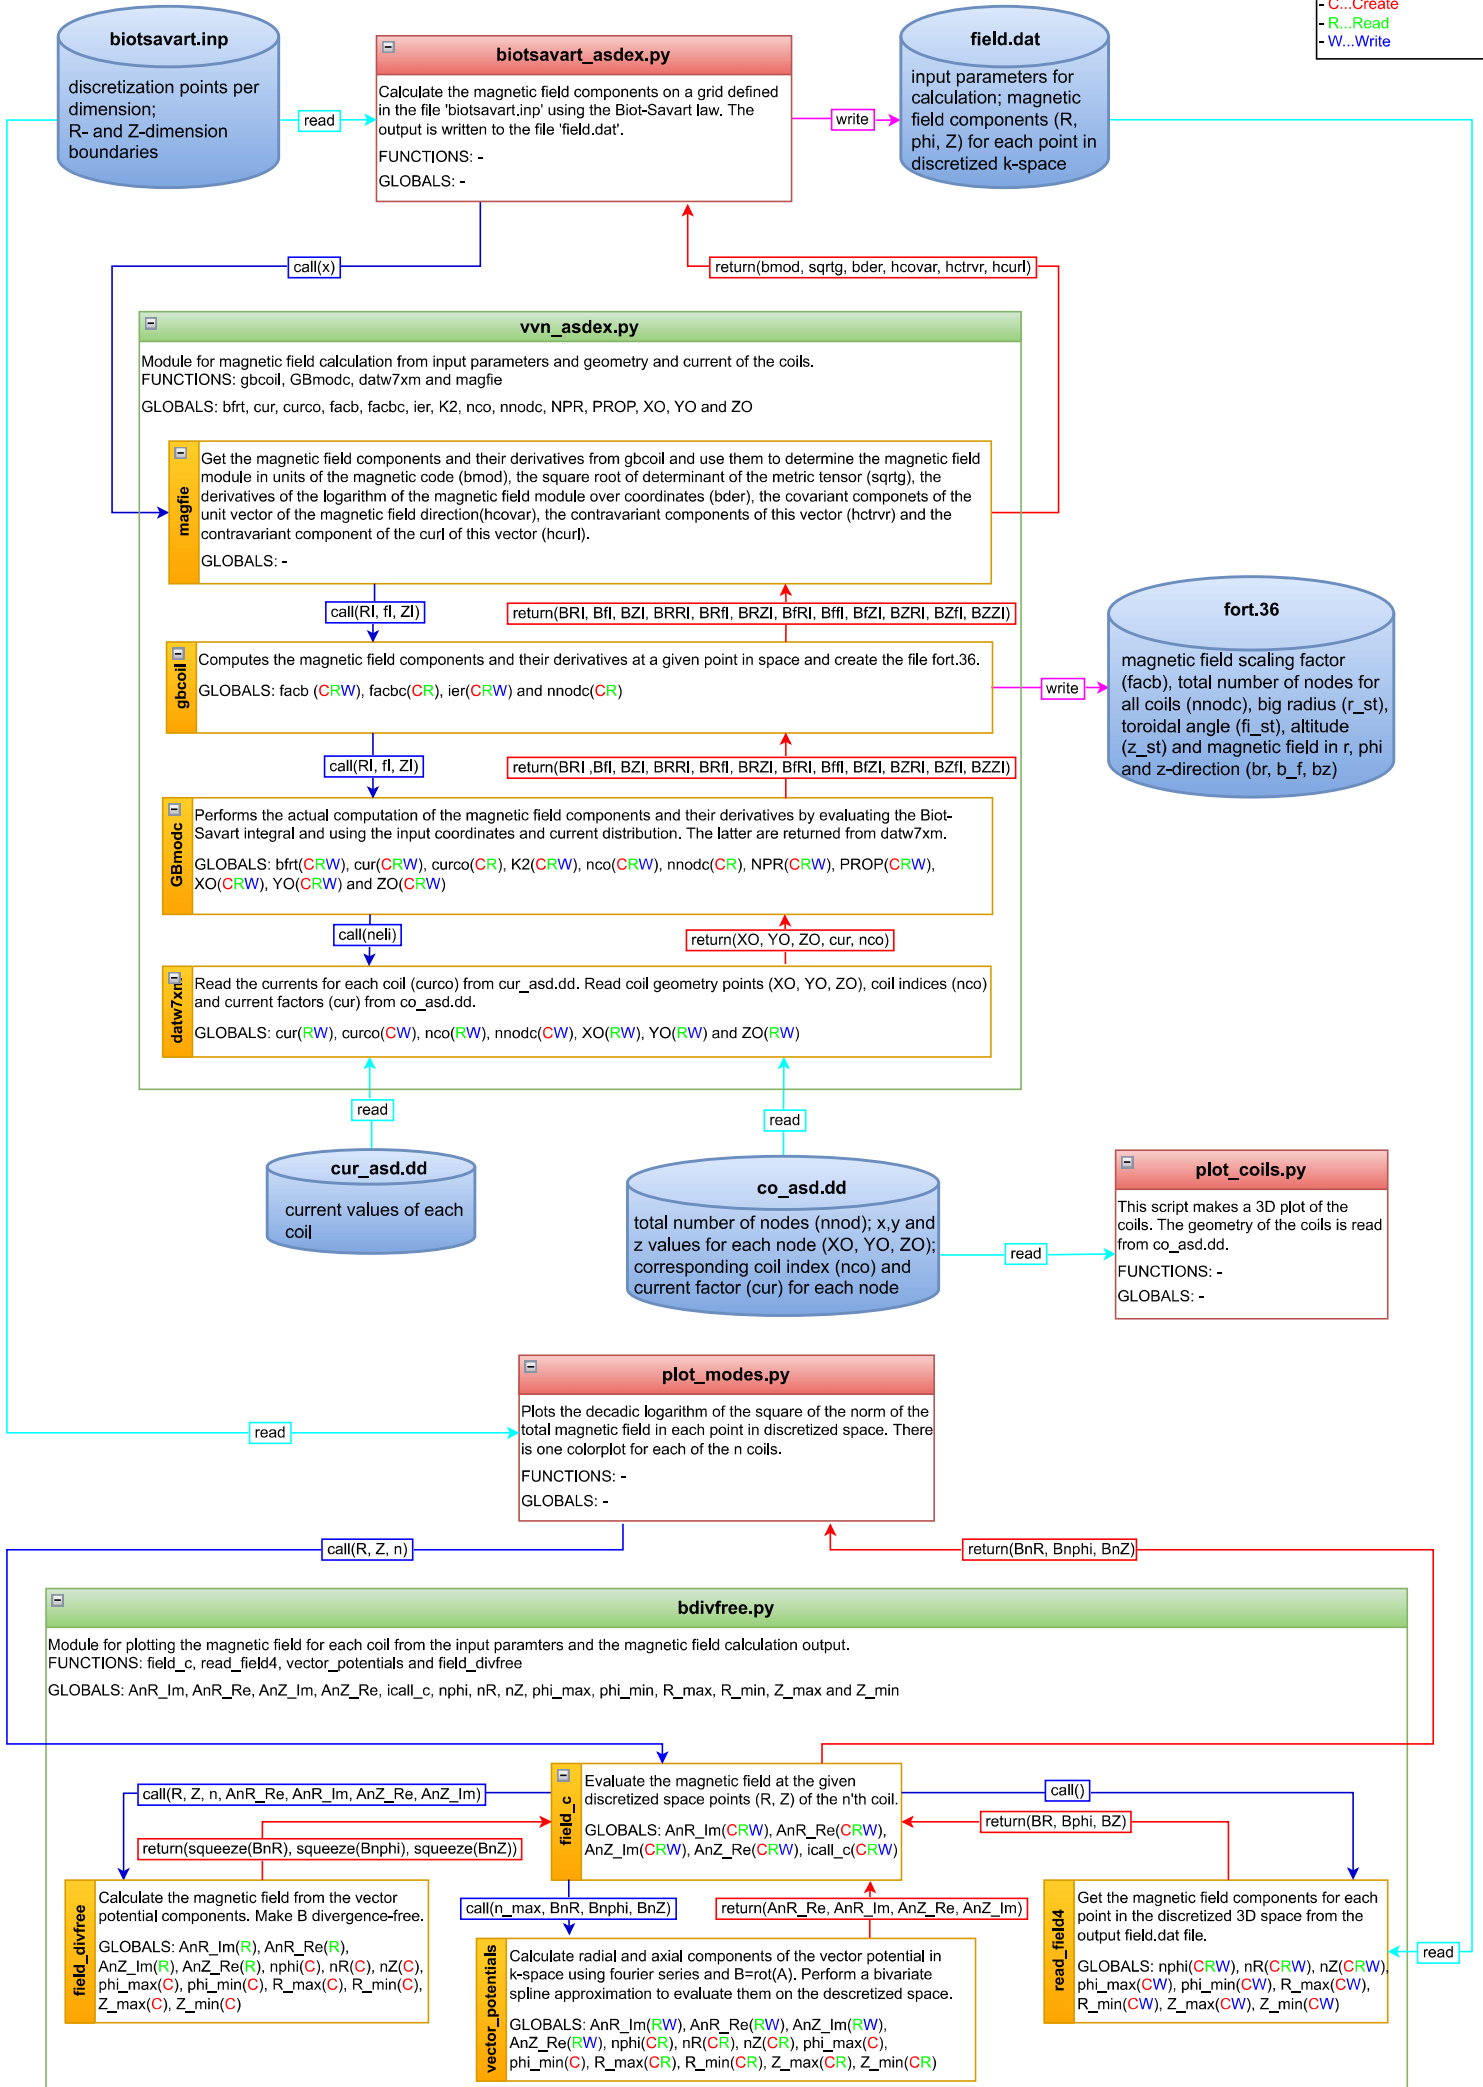 - C...Create
- R...Read
- W...Write
biotsavart.inp
discretization points per
dimension;
R- and Z-dimension
boundaries
read
biotsavart_asdex.py
Calculate the magnetic field components on a grid defined
in the file 'biotsavart.inp' using the Biot-Savart law. The
output is written to the file 'field.dat'.
FUNCTIONS: -
GLOBALS: -
write
field.dat
input parameters for
calculation; magnetic
field components (R,
phi, Z) for each point in
discretized k-space
call(x)
return(bmod, sqrtg, bder, hcovar, hctrvr, hcurl)
vvn_asdex.py
Module for magnetic field calculation from input parameters and geometry and current of the coils.
FUNCTIONS: gbcoil, GBmodc, datw7xm and magfie
GLOBALS: bfrt, cur, curco, facb, facbc, ier, K2, nco, nnodc, NPR, PROP, XO, YO and ZO
magfie
Get the magnetic field components and their derivatives from gbcoil and use them to determine the magnetic field
module in units of the magnetic code (bmod), the square root of determinant of the metric tensor (sqrtg), the
derivatives of the logarithm of the magnetic field module over coordinates (bder), the covariant componets of the
unit vector of the magnetic field direction(hcovar), the contravariant components of this vector (hctrvr) and the
contravariant component of the curl of this vector (hcurl).
GLOBALS: -
call(RI, fI, ZI)
return(BRI, BfI, BZI, BRRI, BRfI, BRZI, BfRI, BffI, BfZI, BZRI, BZfI, BZZI)
gbcoil
Computes the magnetic field components and their derivatives at a given point in space and create the file fort.36.
GLOBALS: facb (CRW), facbc(CR), ier(CRW) and nnodc(CR)
write
fort.36
magnetic field scaling factor
(facb), total number of nodes for
all coils (nnodc), big radius (r_st),
toroidal angle (fi_st), altitude
(z_st) and magnetic field in r, phi
and z-direction (br, b_f, bz)
call(RI, fI, ZI)
return(BRI ,BfI, BZI, BRRI, BRfI, BRZI, BfRI, BffI, BfZI, BZRI, BZfI, BZZI)
GBmodc
Performs the actual computation of the magnetic field components and their derivatives by evaluating the Biot-
Savart integral and using the input coordinates and current distribution. The latter are returned from datw7xm.
GLOBALS: bfrt(CRW), cur(CRW), curco(CR), K2(CRW), nco(CRW), nnodc(CR), NPR(CRW), PROP(CRW),
XO(CRW), YO(CRW) and ZO(CRW)
call(neli)
return(XO, YO, ZO, cur, nco)
datw7xm
Read the currents for each coil (curco) from cur_asd.dd. Read coil geometry points (XO, YO, ZO), coil indices (nco)
and current factors (cur) from co_asd.dd.
GLOBALS: cur(RW), curco(CW), nco(RW), nnodc(CW), XO(RW), YO(RW) and ZO(RW)
read
read
cur_asd.dd
current values of each
coil
co_asd.dd
total number of nodes (nnod); x,y and
z values for each node (XO, YO, ZO);
corresponding coil index (nco) and
current factor (cur) for each node
read
plot_coils.py
This script makes a 3D plot of the
coils. The geometry of the coils is read
from co_asd.dd.
FUNCTIONS: -
GLOBALS: -
plot_modes.py
Plots the decadic logarithm of the square of the norm of the
total magnetic field in each point in discretized space. There
is one colorplot for each of the n coils.
FUNCTIONS: -
GLOBALS: -
read
call(R, Z, n)
return(BnR, Bnphi, BnZ)
bdivfree.py
Module for plotting the magnetic field for each coil from the input paramters and the magnetic field calculation output.
FUNCTIONS: field_c, read_field4, vector_potentials and field_divfree
GLOBALS: AnR_Im, AnR_Re, AnZ_Im, AnZ_Re, icall_c, nphi, nR, nZ, phi_max, phi_min, R_max, R_min, Z_max and Z_min
call(R, Z, n, AnR_Re, AnR_Im, AnZ_Re, AnZ_Im)
return(squeeze(BnR), squeeze(Bnphi), squeeze(BnZ))
field_c
Evaluate the magnetic field at the given
discretized space points (R, Z) of the n'th coil.
GLOBALS: AnR_Im(CRW), AnR_Re(CRW),
AnZ_Im(CRW), AnZ_Re(CRW), icall_c(CRW)
call()
return(BR, Bphi, BZ)
field_divfree
Calculate the magnetic field from the vector
potential components. Make B divergence-free.
GLOBALS: AnR_Im(R), AnR_Re(R),
AnZ_Im(R), AnZ_Re(R), nphi(C), nR(C), nZ(C),
phi_max(C), phi_min(C), R_max(C), R_min(C),
Z_max(C), Z_min(C)
call(n_max, BnR, Bnphi, BnZ)
return(AnR_Re, AnR_Im, AnZ_Re, AnZ_Im)
vector_potentials
Calculate radial and axial components of the vector potential in
k-space using fourier series and B=rot(A). Perform a bivariate
spline approximation to evaluate them on the descretized space.
GLOBALS: AnR_Im(RW), AnR_Re(RW), AnZ_Im(RW),
AnZ_Re(RW), nphi(CR), nR(CR), nZ(CR), phi_max(C),
phi_min(C), R_max(CR), R_min(CR), Z_max(CR), Z_min(CR)
read_field4
Get the magnetic field components for each
point in the discretized 3D space from the
output field.dat file.
GLOBALS: nphi(CRW), nR(CRW), nZ(CRW),
phi_max(CW), phi_min(CW), R_max(CW),
R_min(CW), Z_max(CW), Z_min(CW)
read